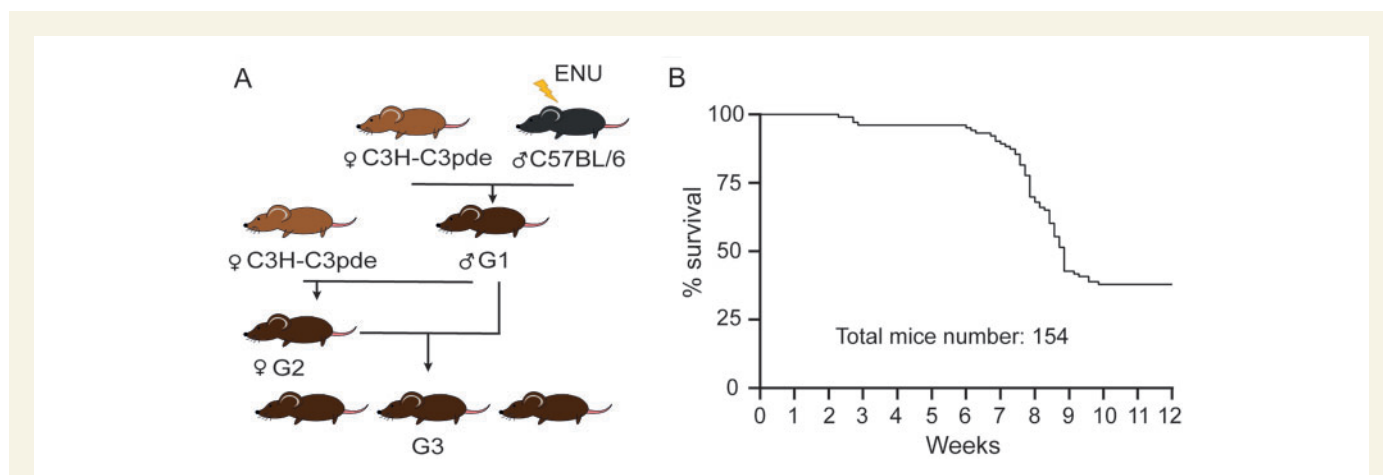 A
ENU
♀ C3H-C3pde ♂C57BL/6
♀ C3H-C3pde ♂G1
♀ G2
G3
B
100
75
50
25
0
% survival
Total mice number: 154
0 1 2 3 4 5 6 7 8 9 10 11 12
Weeks